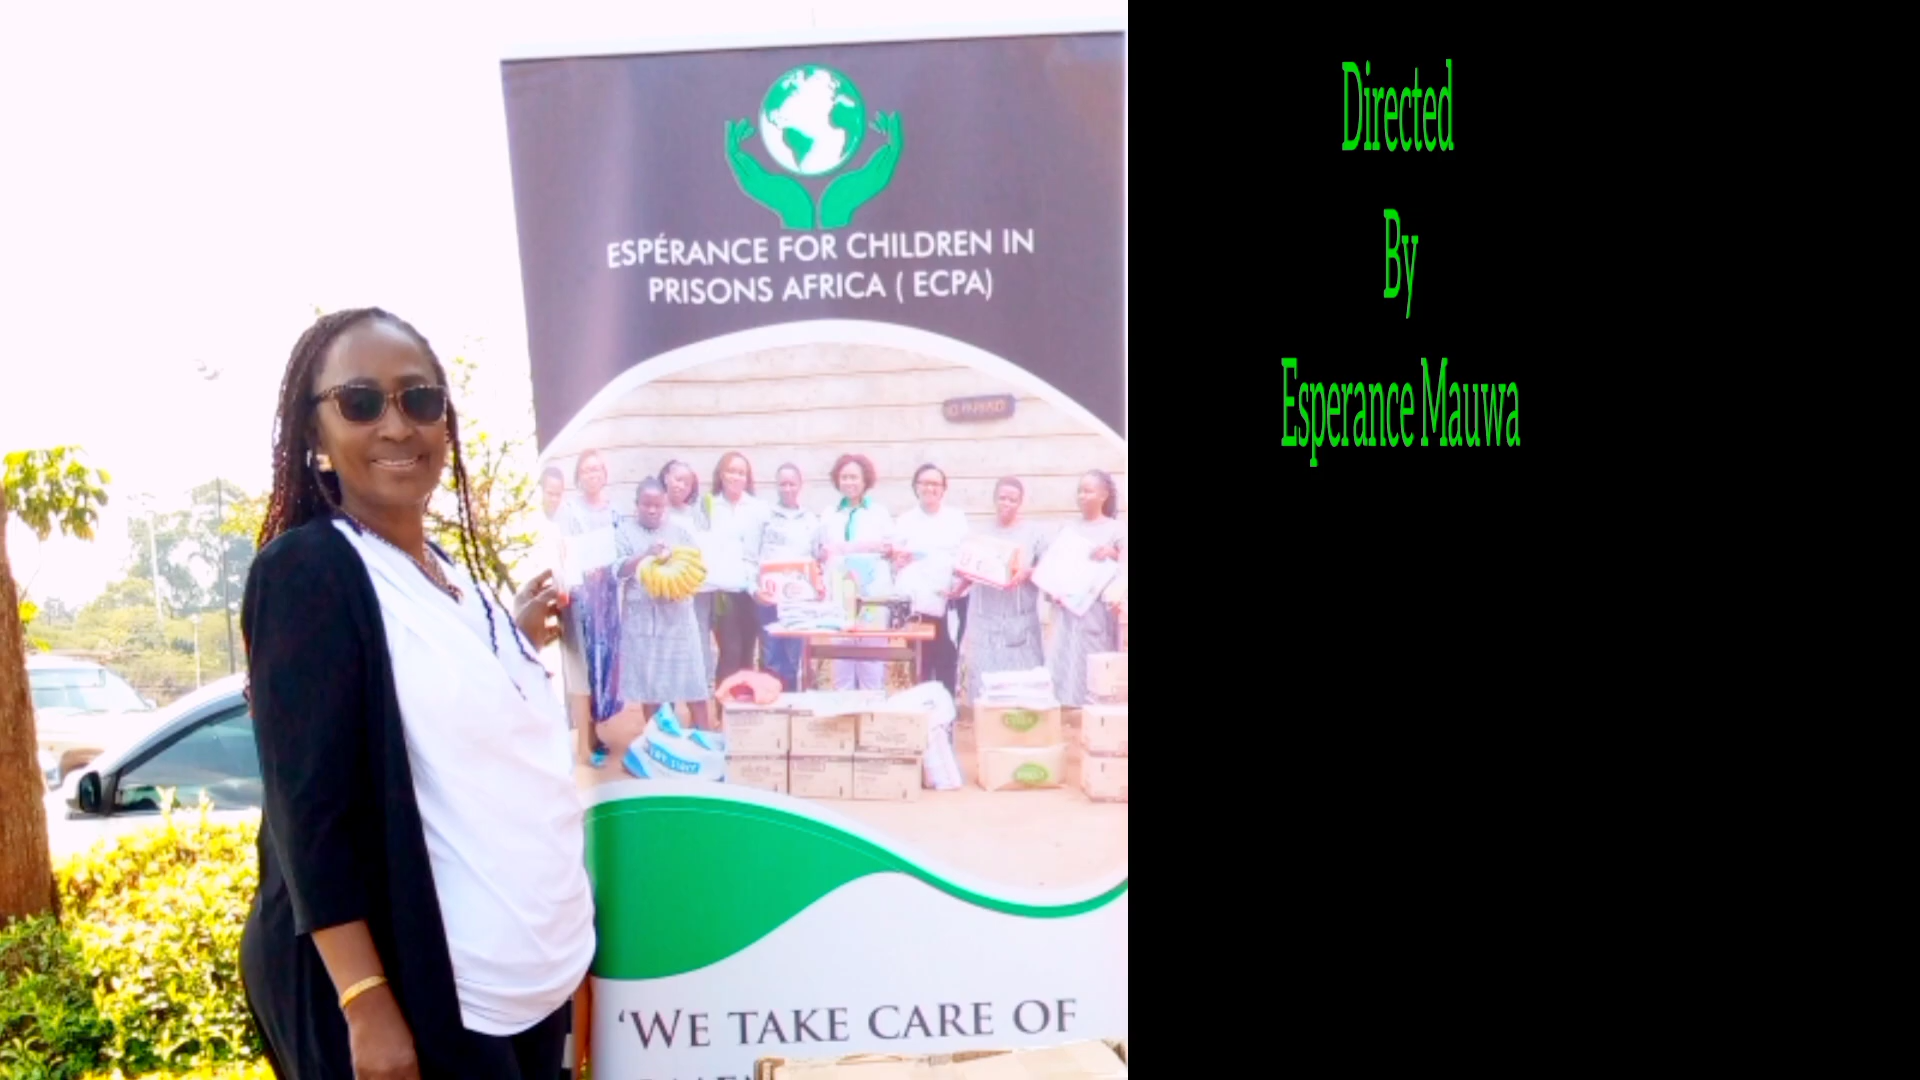 ESPÉRANCE FOR CHILDREN IN
PRISONS AFRICA ( ECPA)
‘WE TAKE CARE OF
Directed
By
Esperance Mauwa